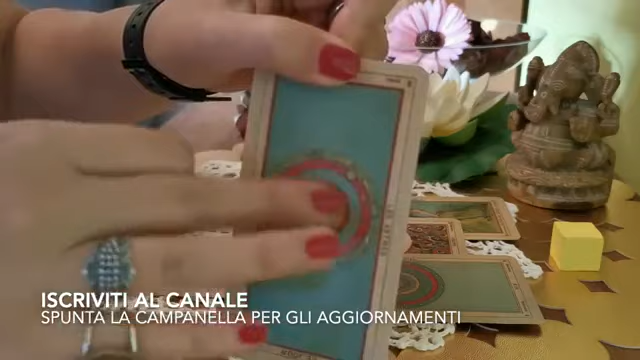 ISCRIVITI AL CANALE
SPUNTA LA CAMPANELLA PER GLI AGGIORNAMENTI